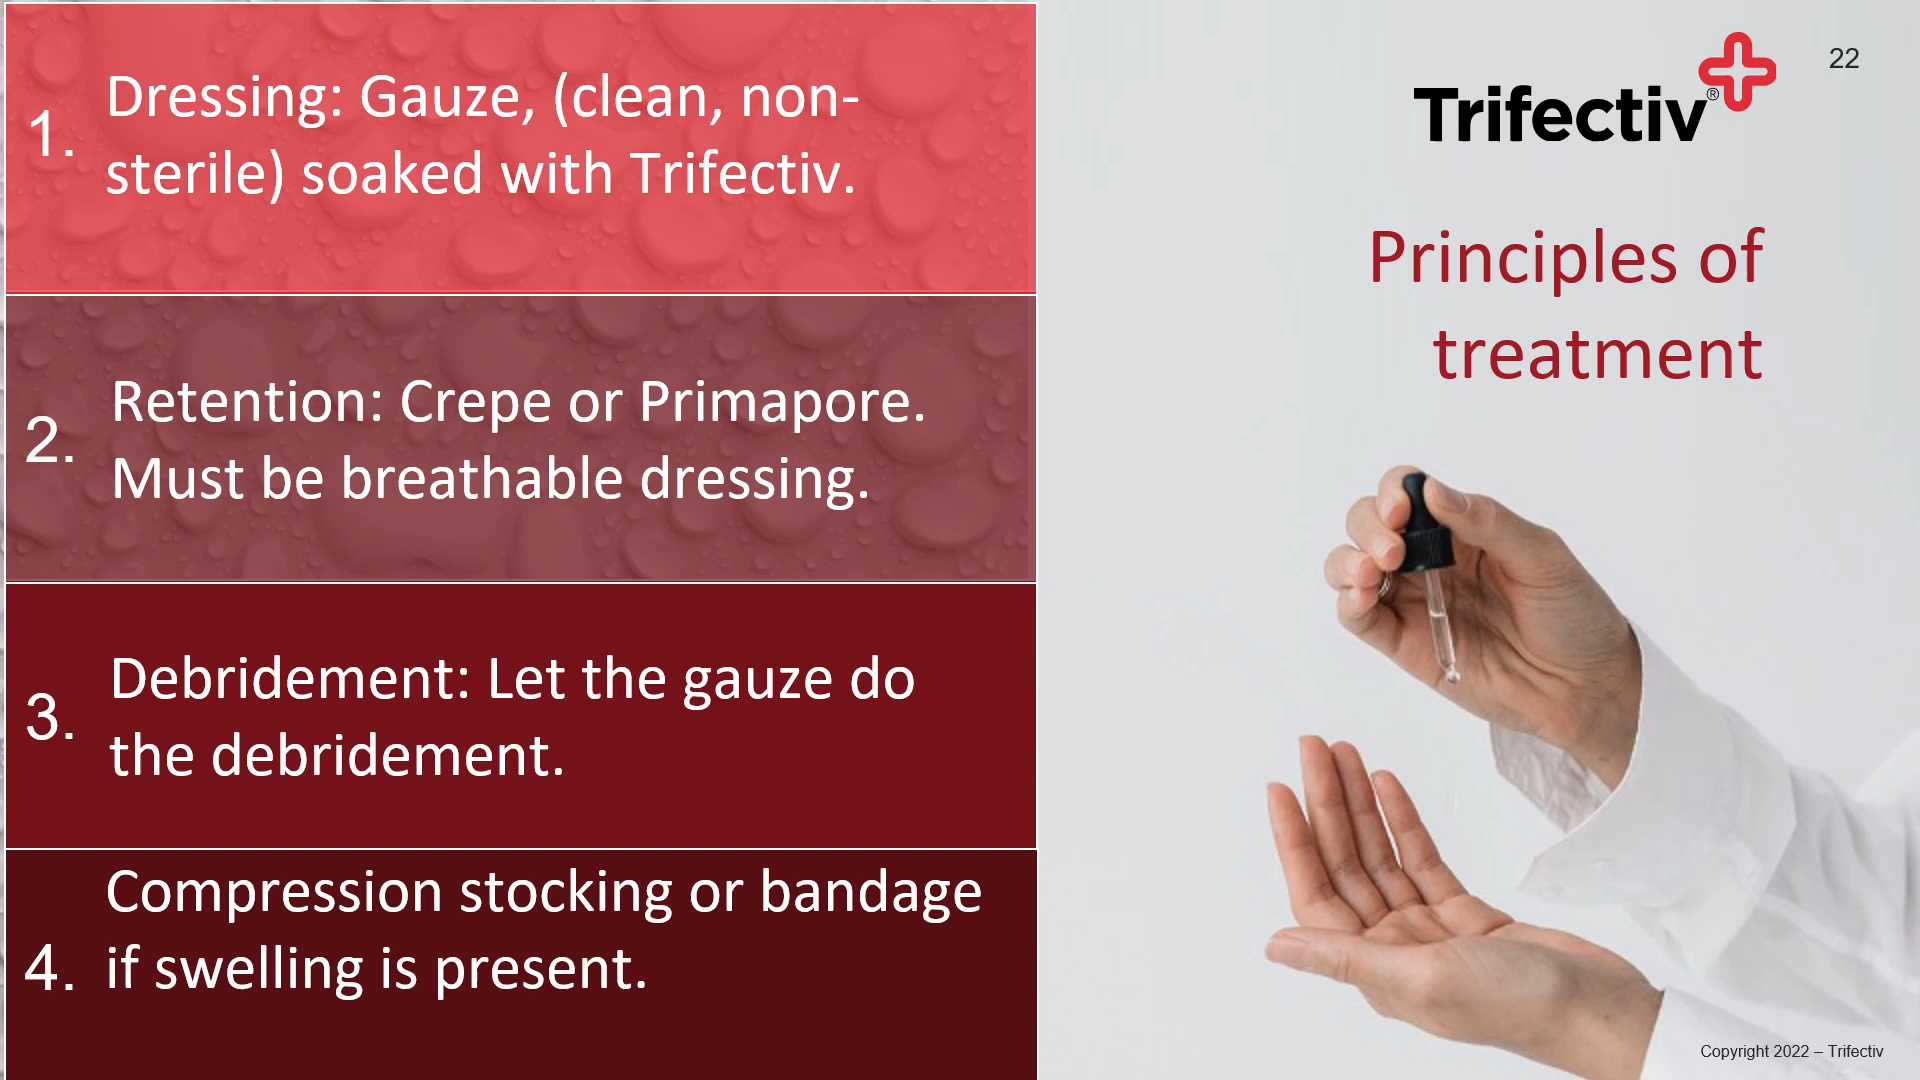 1. Dressing: Gauze, (clean, non-
sterile) soaked with Trifectiv.
2. Retention: Crepe or Primapore.
Must be breathable dressing.
3. Debridement: Let the gauze do
the debridement.
4. Compression stocking or bandage
if swelling is present.
Trifectiv®
22
Principles of
treatment
Copyright 2022 – Trifectiv